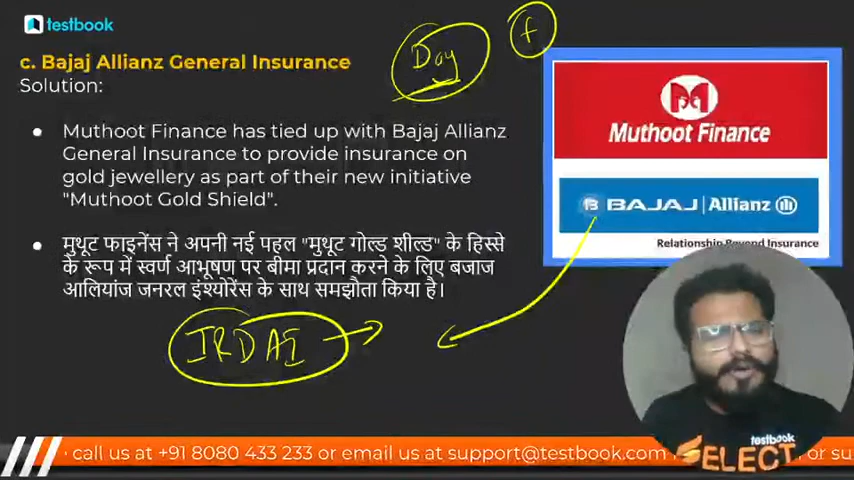 testbook
c. Bajaj Allianz General Insurance
Solution:
Day
f
• Muthoot Finance has tied up with Bajaj Allianz
General Insurance to provide insurance on
gold jewellery as part of their new initiative
"Muthoot Gold Shield".
• मुथूट फाइनेंस ने अपनी नई पहल "मुथूट गोल्ड शील्ड" के हिस्से
के रूप में स्वर्ण आभूषण पर बीमा प्रदान करने के लिए बजाज
आलियांज जनरल इंश्योरेंस के साथ समझौता किया है।
Muthoot Finance
BAJAJ | Allianz
Relationship Beyond Insurance
IRDAI
testbook
SELECT
· call us at +91 8080 433 233 or email us at support@testbook.com